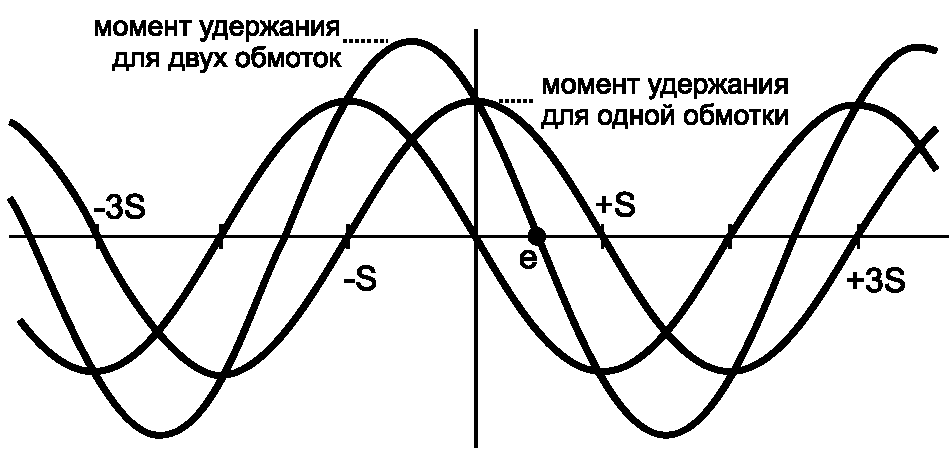 момент удержания
для двух обмоток
момент удержания
для одной обмотки
-3S
+S
e
-S
+3S